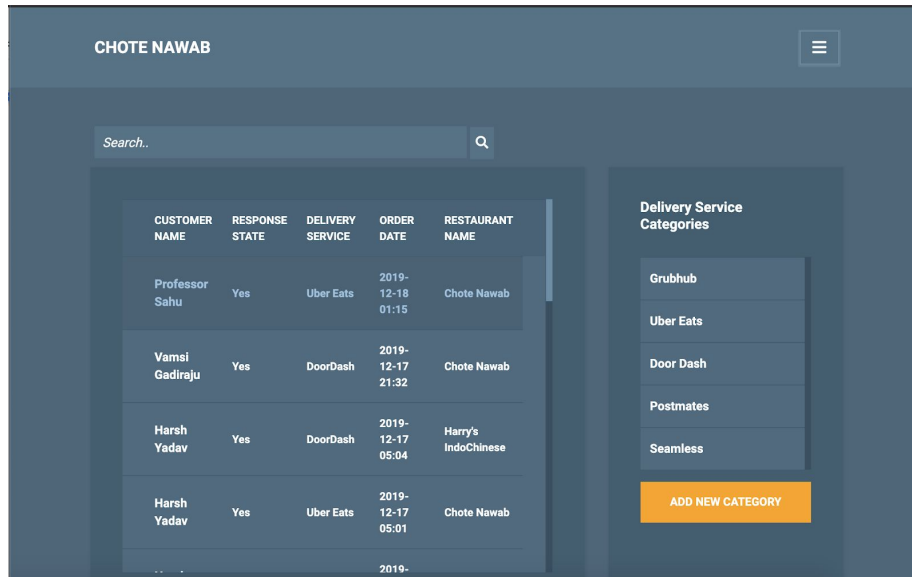 CHOTE NAWAB
Search..
CUSTOMER NAME RESPONSE STATE DELIVERY SERVICE ORDER DATE RESTAURANT NAME
Professor Sahu Yes Uber Eats 2019-12-18 01:15 Chote Nawab
Vamsi Gadiraju Yes DoorDash 2019-12-17 21:32 Chote Nawab
Harsh Yadav Yes DoorDash 2019-12-17 05:04 Harry's IndoChinese
Harsh Yadav Yes Uber Eats 2019-12-17 05:01 Chote Nawab
2019-
Delivery Service
Categories
Grubhub
Uber Eats
Door Dash
Postmates
Seamless
ADD NEW CATEGORY